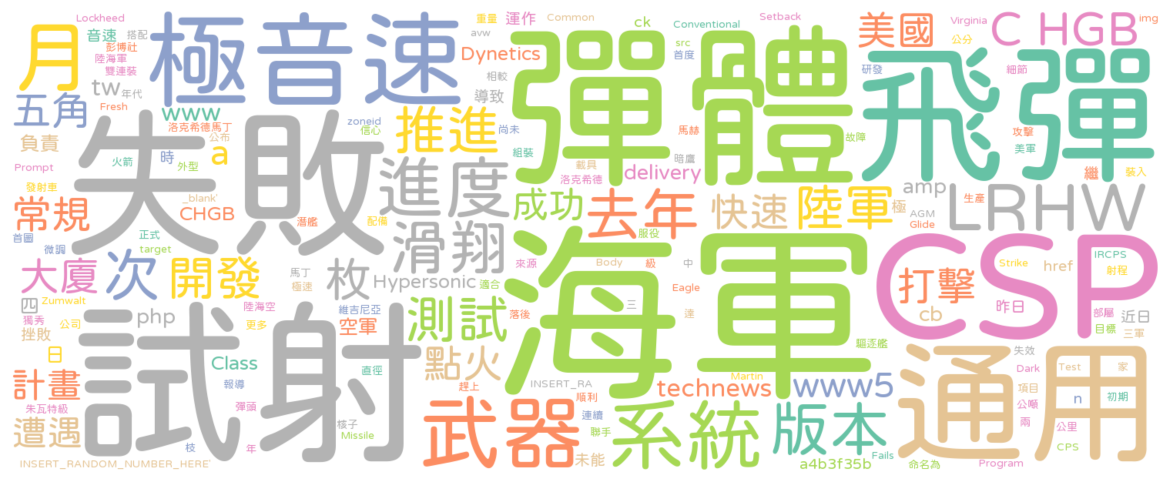 Lockheed
重量
運作
Common
ck
Conventional
Setback
美國
Virginia
C HGB
img
月
極音速
音速
搭配
彭博社
陸海軍
雙連裝
avw
Dynetics
src
首度
公分
彈體
飛彈
研發
細節
相較
導致
tw
年代
www
Fresh
洛克希德馬丁
zoneid
信心
尚未
五角
推進
負責
公布
a
組裝
馬赫
故障
攻擊
美軍
Prompt
火箭
時
外型
載具
暗鷹
洛克希德
delivery
繼
裝入
失敗
進度
發射車
_blank'
amp
極
生產
LRHW
常規
CHGB
潛艦
配備
成功
去年
快速
陸軍
AGM
Glide
首圖
微調
正式
target
滑翔
服役
大廈
次
開發
枚
馬丁
極速
Hypersonic
適合
來源
Body
級
中
CSP
IRCPS
射程
Strike
href
打擊
四
Zumwalt
獨秀
挫敗
公司
php
陸海空
更多
維吉尼亞
空軍
測試
落後
Eagle
三
達
海軍
驅逐艦
cb
昨日
部屬
目標
近日
三軍
日
計畫
Class
報導
試射
直徑
點火
趕上
INSERT_RA
順利
technews
Martin
www5
通用
失效
Dark
項目
公噸
Test
家
n
初期
兩
公里
CPS
朱瓦特級
彈頭
遭遇
核子
Missile
枝
年
武器
連續
聯手
未能
系統
版本
a4b3f35b
Fails
命名為
Program
INSERT_RANDOM_NUMBER_HERE'